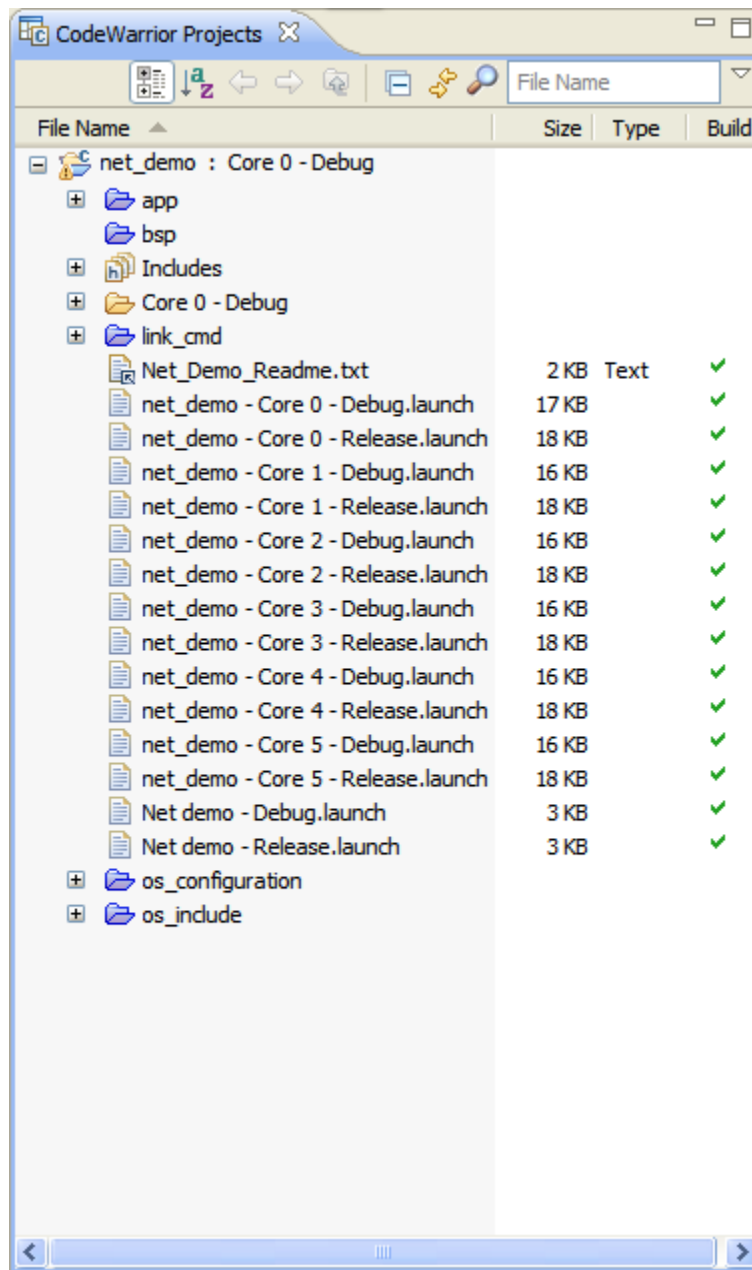 CodeWarrior Projects
File Name
File Name Size Type Build
net_demo : Core 0 - Debug
app
bsp
Includes
Core 0 - Debug
link_cmd
Net_Demo_Readme.txt 2 KB Text
net_demo - Core 0 - Debug.launch 17 KB
net_demo - Core 0 - Release.launch 18 KB
net_demo - Core 1 - Debug.launch 16 KB
net_demo - Core 1 - Release.launch 18 KB
net_demo - Core 2 - Debug.launch 16 KB
net_demo - Core 2 - Release.launch 18 KB
net_demo - Core 3 - Debug.launch 16 KB
net_demo - Core 3 - Release.launch 18 KB
net_demo - Core 4 - Debug.launch 16 KB
net_demo - Core 4 - Release.launch 18 KB
net_demo - Core 5 - Debug.launch 16 KB
net_demo - Core 5 - Release.launch 18 KB
Net demo - Debug.launch 3 KB
Net demo - Release.launch 3 KB
os_configuration
os_include